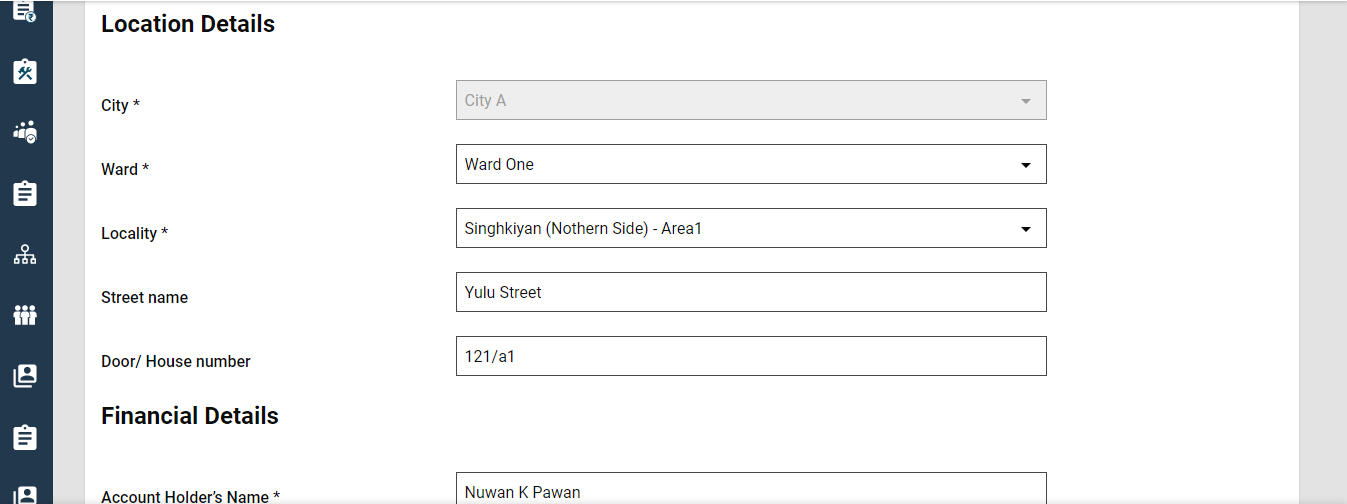 Location Details
City *
City A
Ward *
Ward One
Locality *
Singhkiyan (Nothern Side) - Area1
Street name
Yulu Street
Door/ House number
121/a1
Financial Details
Account Holder's Name *
Nuwan K Pawan